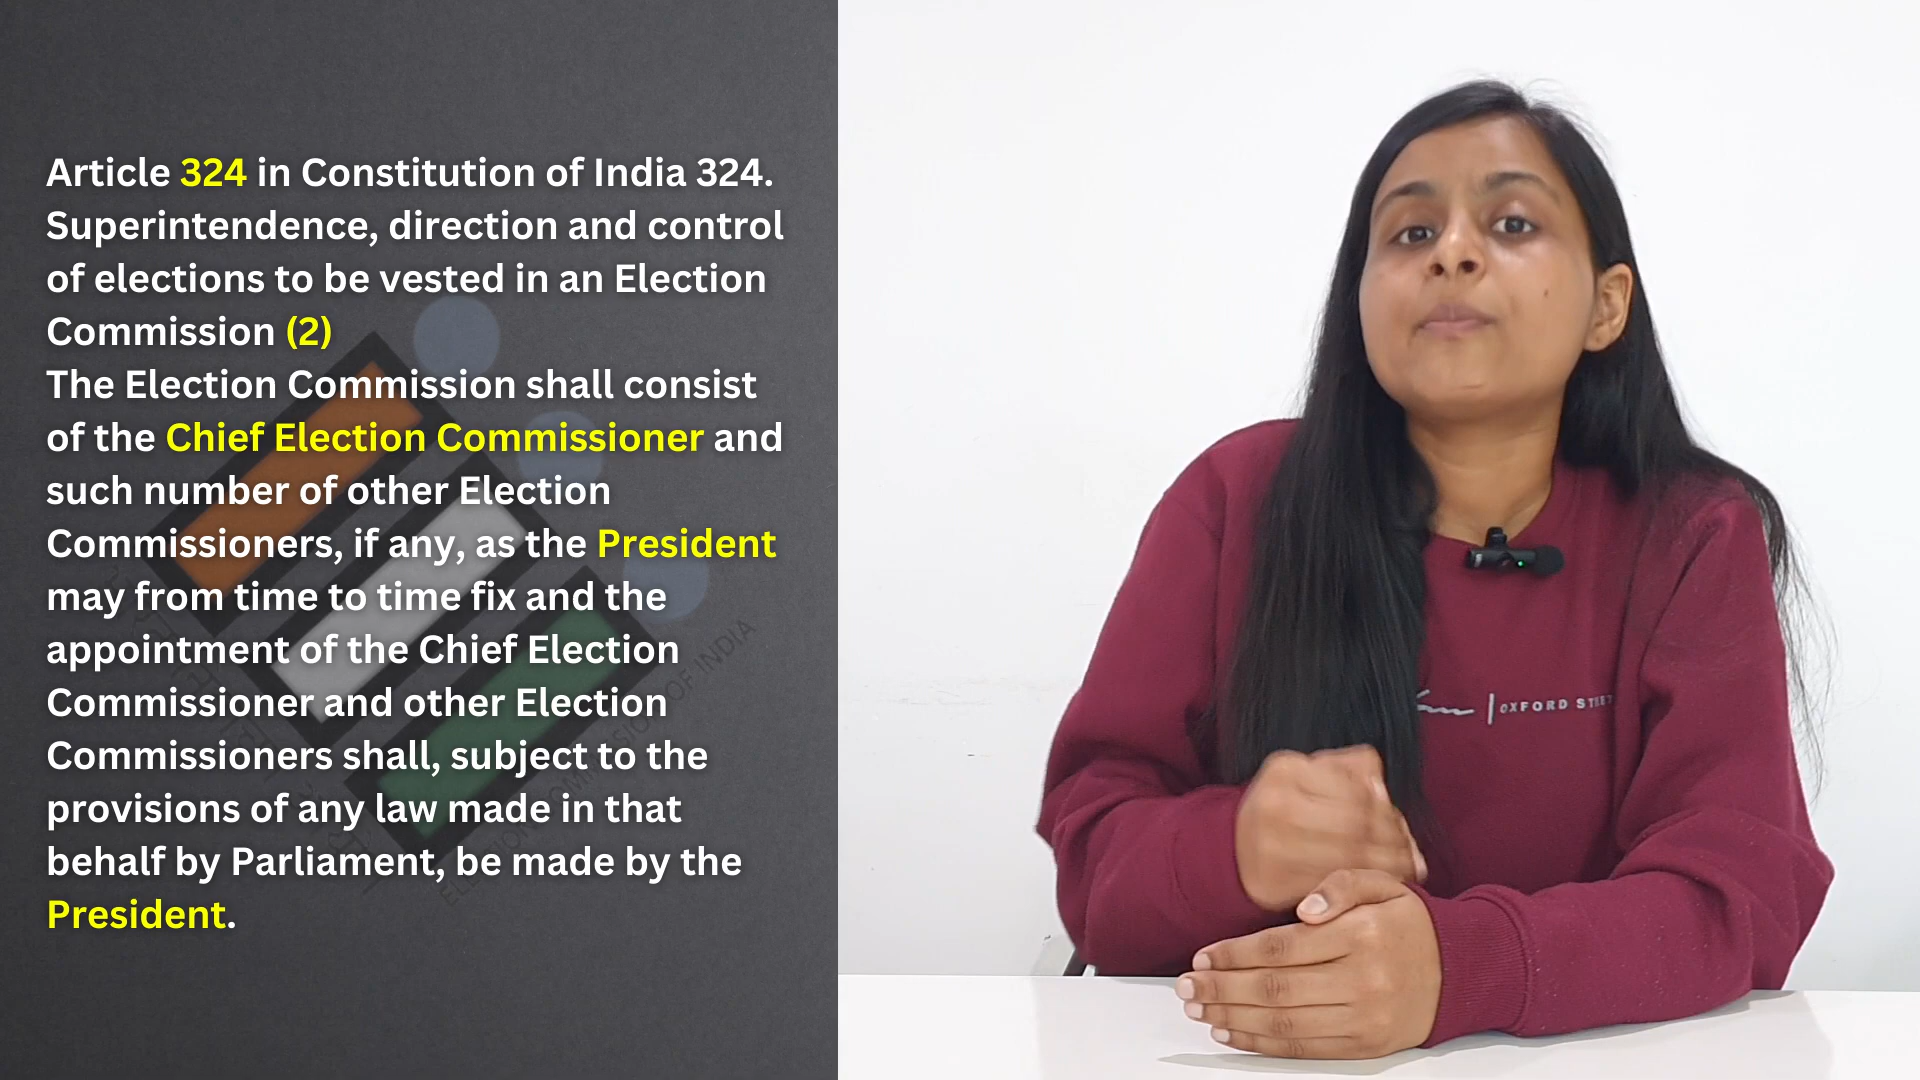 Article 324 in Constitution of India 324.
Superintendence, direction and control
of elections to be vested in an Election
Commission (2)
The Election Commission shall consist
of the Chief Election Commissioner and
such number of other Election
Commissioners, if any, as the President
may from time to time fix and the
appointment of the Chief Election
Commissioner and other Election
Commissioners shall, subject to the
provisions of any law made in that
behalf by Parliament, be made by the
President.
OF INDIA
OXFORD STREET